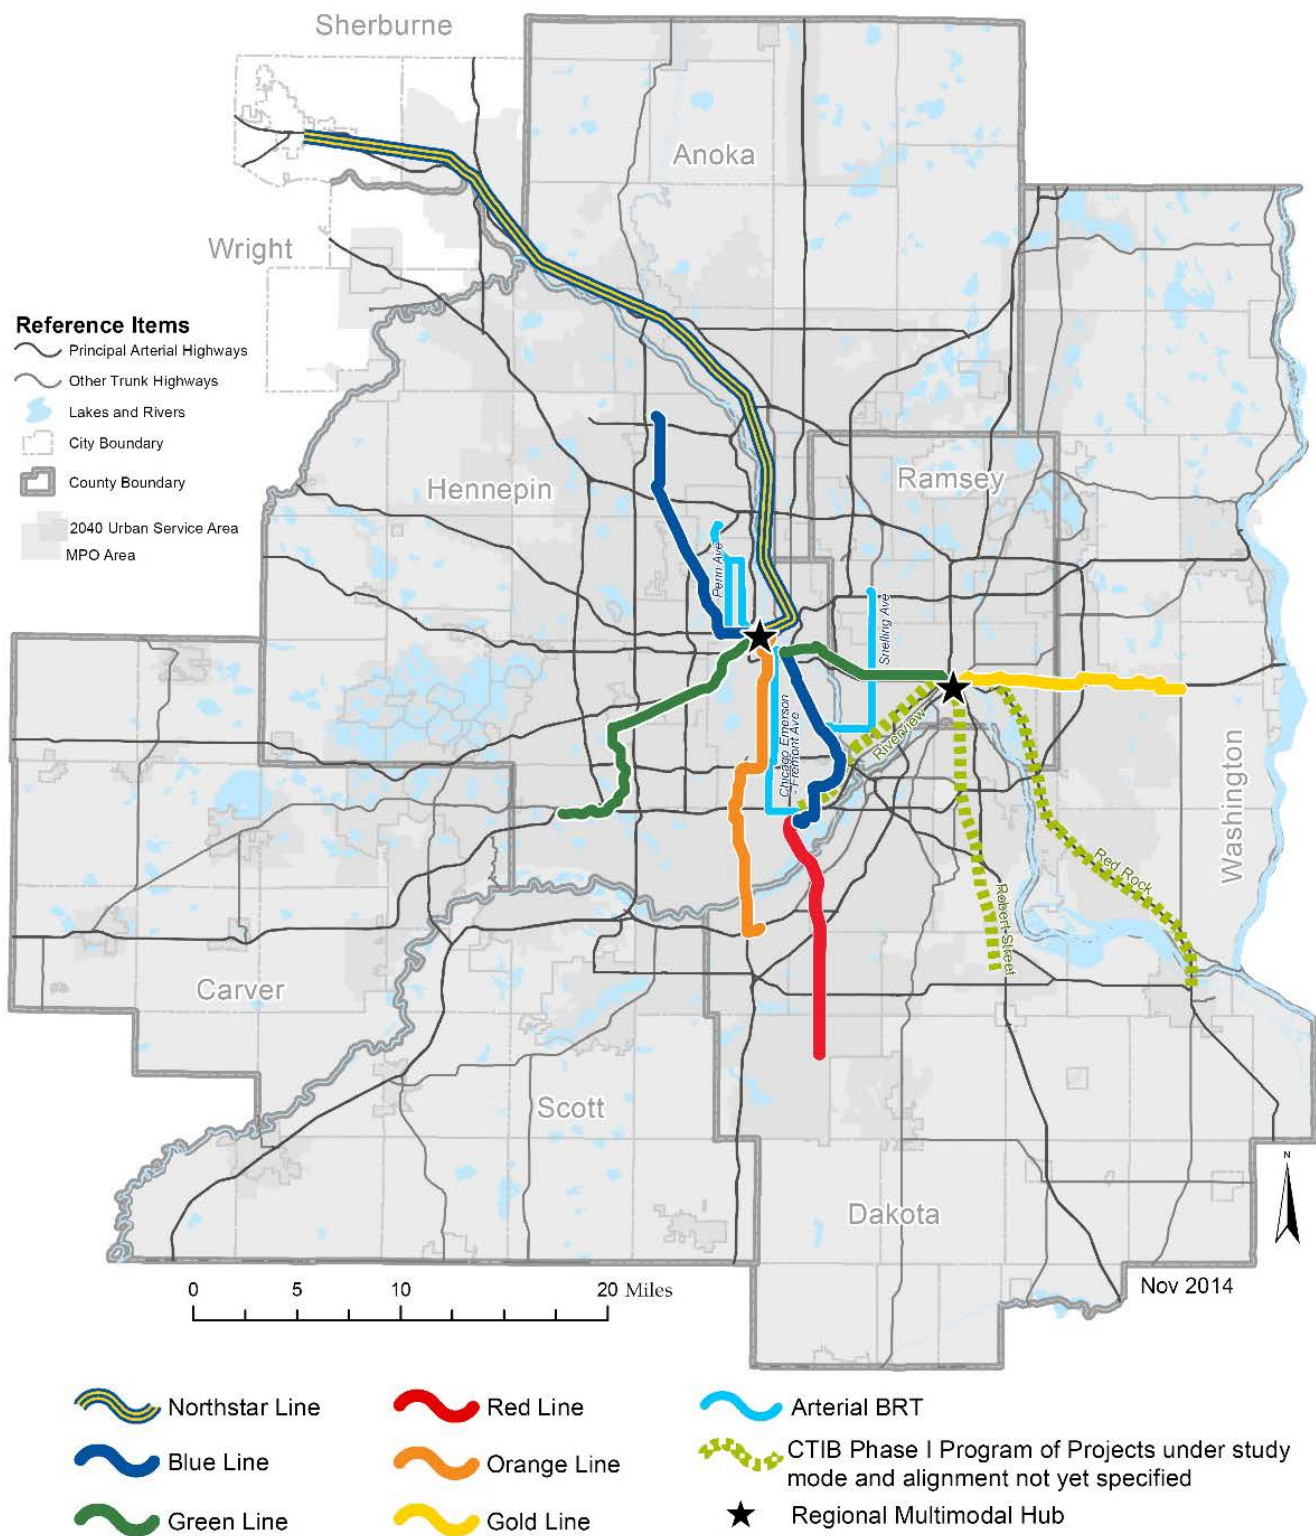 Sherburne
Anoka
Wright
Reference Items
Principal Arterial Highways
Other Trunk Highways
Lakes and Rivers
City Boundary
County Boundary
2040 Urban Service Area
MPO Area
Hennepin
Ramsey
Penn Ave
Snelling Ave
Chicago Emerson
- Fremont Ave
Riverview
Washington
Red Rock
Robert Street
Carver
Scott
Dakota
N
0 5 10 20 Miles
Nov 2014
Northstar Line
Red Line
Arterial BRT
Blue Line
Orange Line
CTIB Phase I Program of Projects under study
mode and alignment not yet specified
Green Line
Gold Line
Regional Multimodal Hub